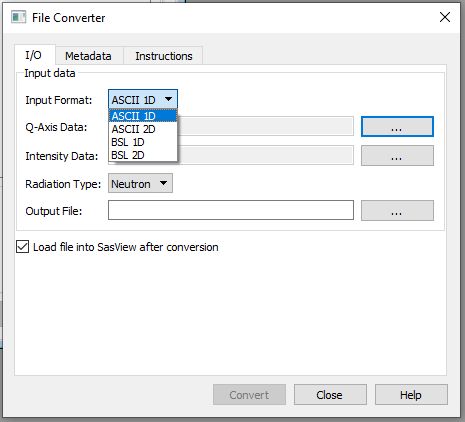 File Converter
I/O Metadata Instructions
Input data
Input Format: ASCII 1D
ASCII 1D
ASCII 2D
BSL 1D
BSL 2D
Q-Axis Data: ...
Intensity Data: ...
Radiation Type: Neutron
Output File: ...
Load file into SasView after conversion
Convert Close Help